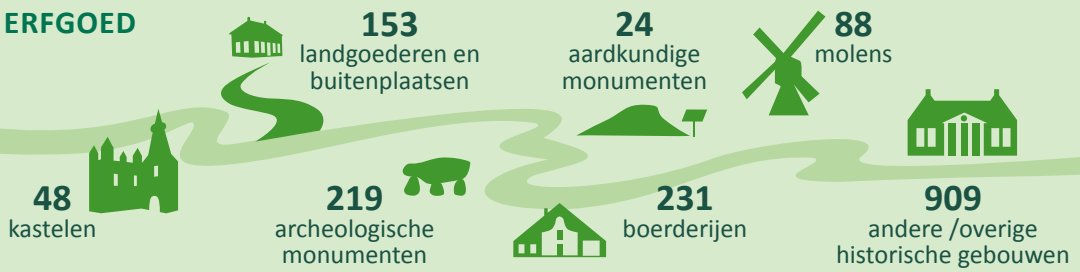 ERFGOED
153
landgoederen en
buitenplaatsen
24
aardkundige
monumenten
88
molens
48
kastelen
219
archeologische
monumenten
231
boerderijen
909
andere /overige
historische gebouwen